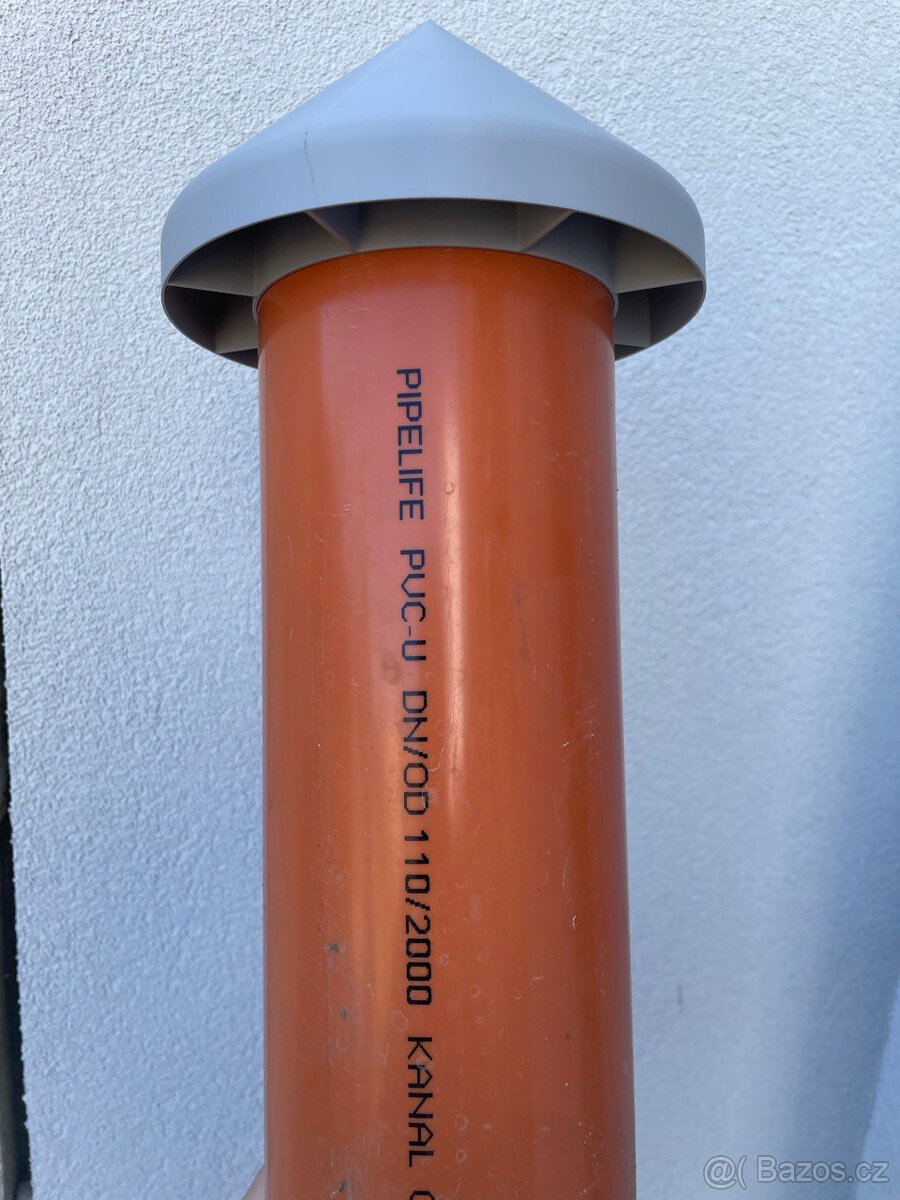 PIPELIFE PVC-U DN/OD 110/2000 KANAL
@( Bazos.cz